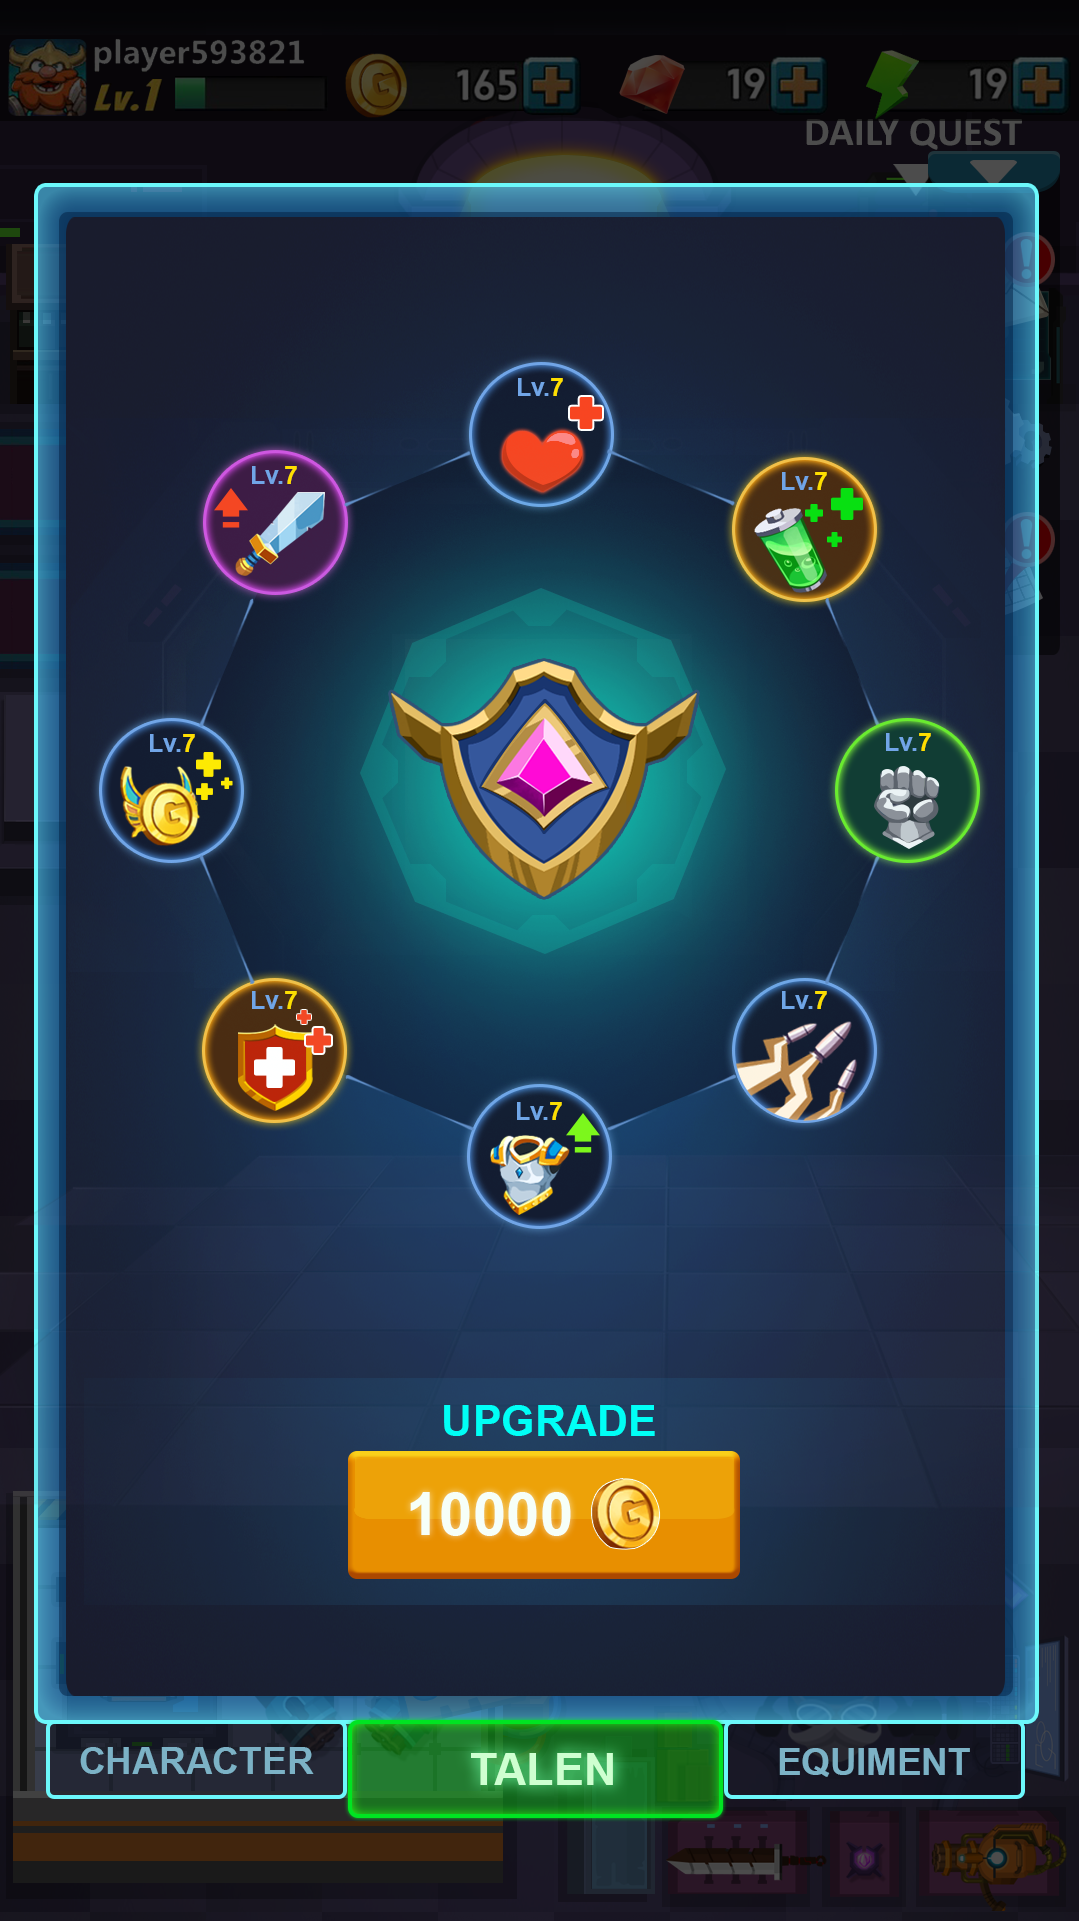 player593821
Lv.1
165
19
19
DAILY QUEST
Lv.7
Lv.7
Lv.7
Lv.7
Lv.7
Lv.7
Lv.7
Lv.7
UPGRADE
10000
CHARACTER
TALEN
EQUIMENT